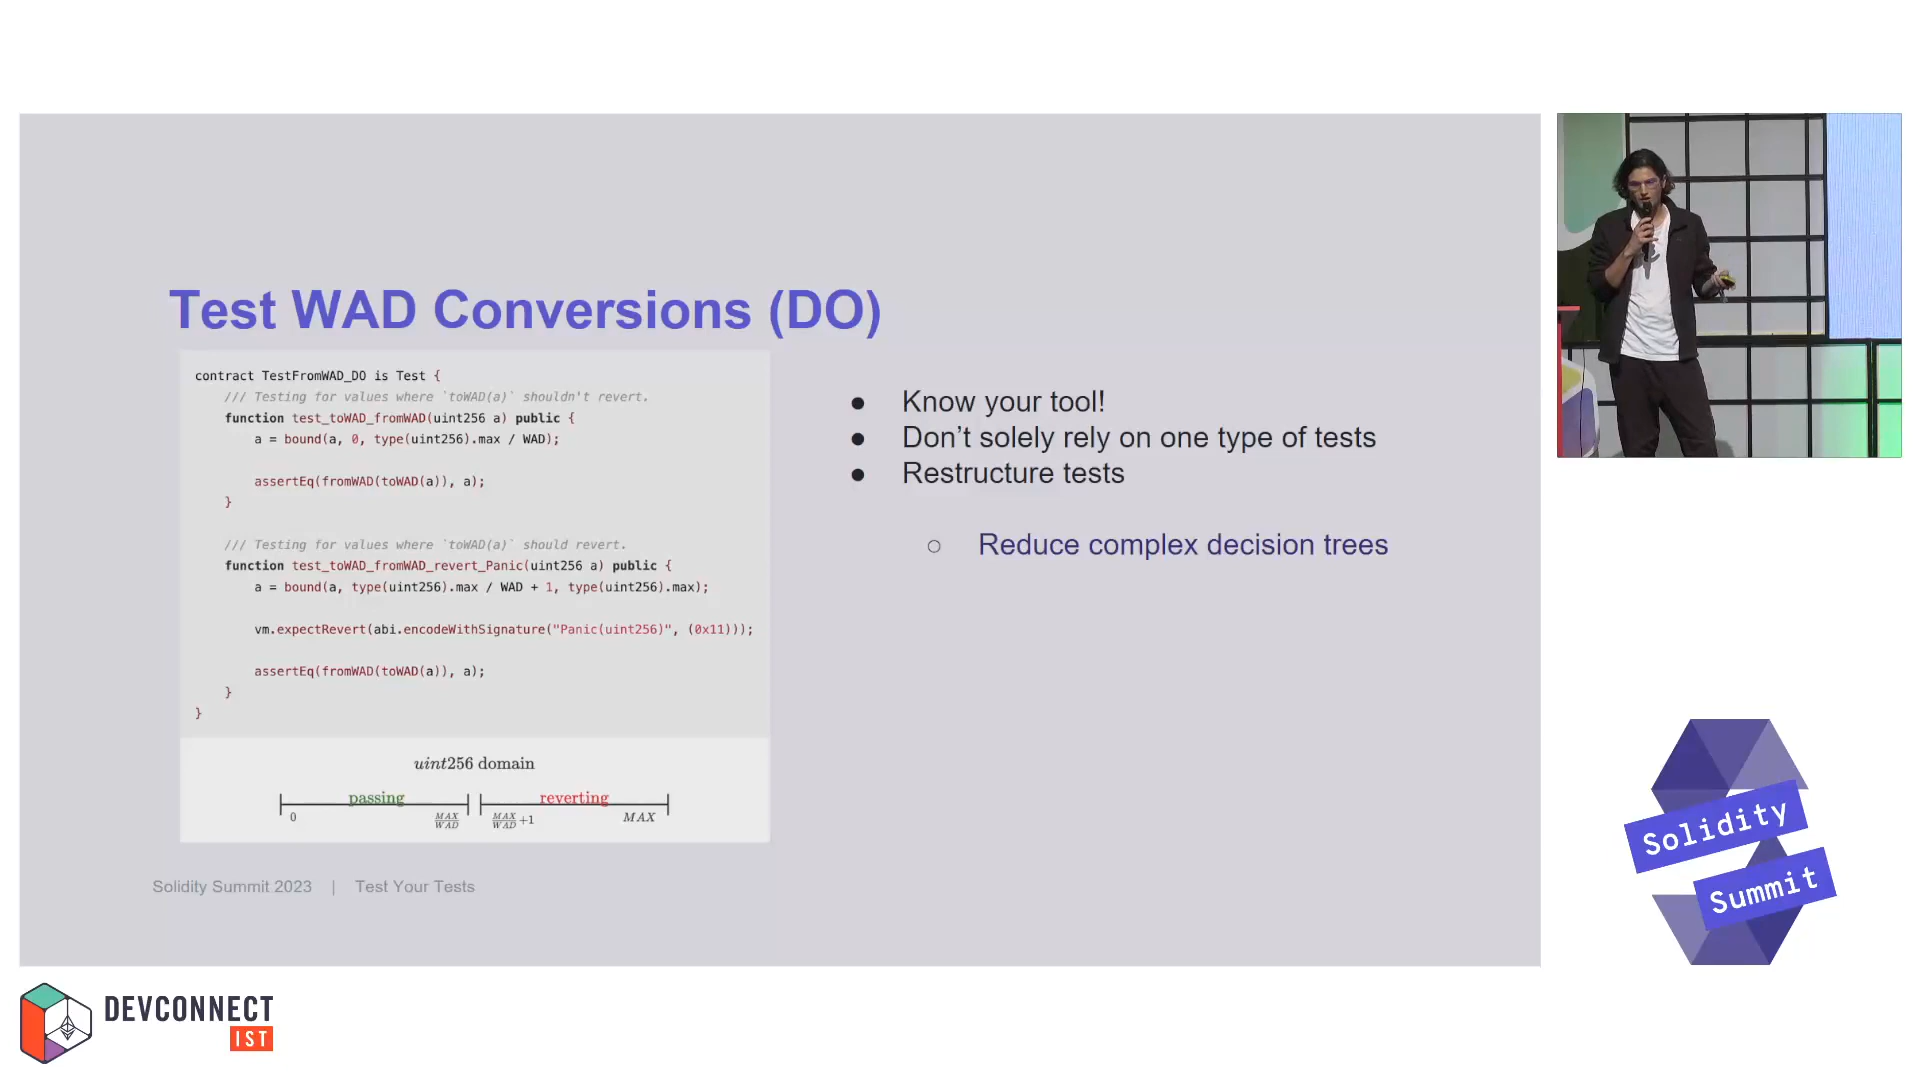 Test WAD Conversions (DO)
contract TestFromWAD_DO is Test {
/// Testing for values where `toWAD(a)` shouldn't revert.
function test_toWAD_fromWAD(uint256 a) public {
a = bound(a, 0, type(uint256).max / WAD);
assertEq(fromWAD(toWAD(a)), a);
}
/// Testing for values where `toWAD(a)` should revert.
function test_toWAD_fromWAD_revert_Panic(uint256 a) public {
a = bound(a, type(uint256).max / WAD + 1, type(uint256).max);
vm.expectRevert(abi.encodeWithSignature("Panic(uint256)", (0x11)));
assertEq(fromWAD(toWAD(a)), a);
}
}
uint256 domain
passing
reverting
0
MAX
WAD
MAX
WAD
+1
MAX
● Know your tool!
● Don’t solely rely on one type of tests
● Restructure tests
○ Reduce complex decision trees
Solidity Summit 2023 | Test Your Tests
Solidity
Summit
DEVCONNECT
IST